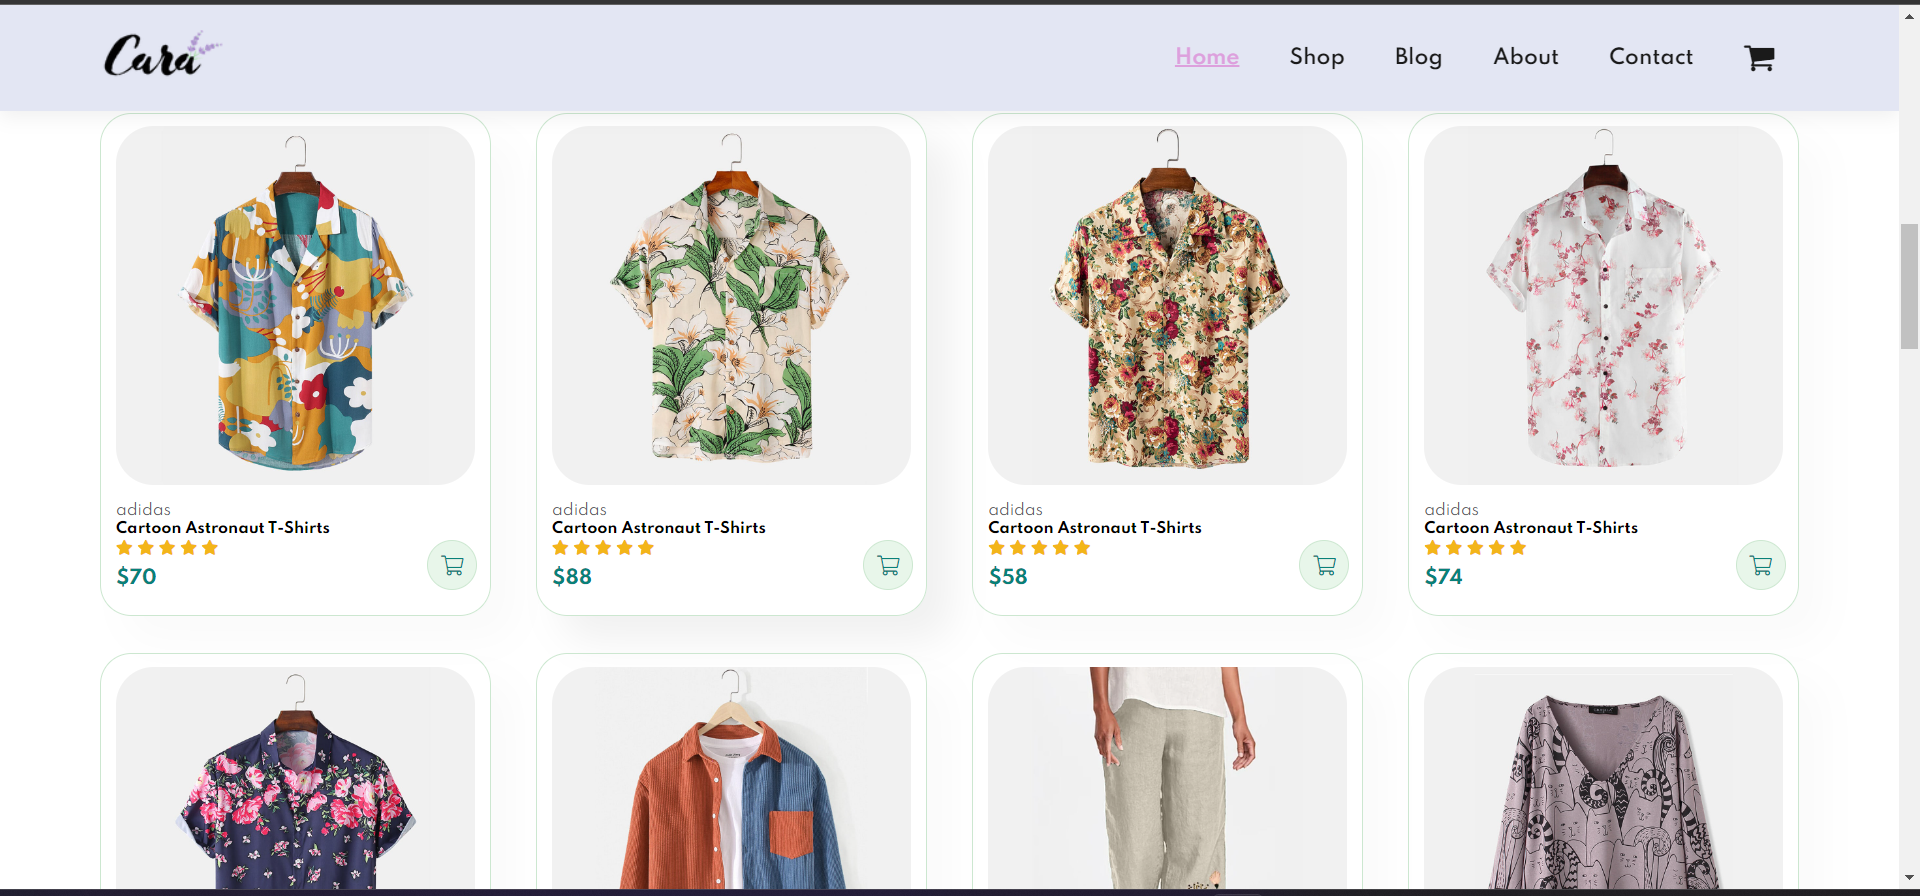 Cara
Home Shop Blog About Contact
adidas
Cartoon Astronaut T-Shirts
$70
adidas
Cartoon Astronaut T-Shirts
$88
adidas
Cartoon Astronaut T-Shirts
$58
adidas
Cartoon Astronaut T-Shirts
$74